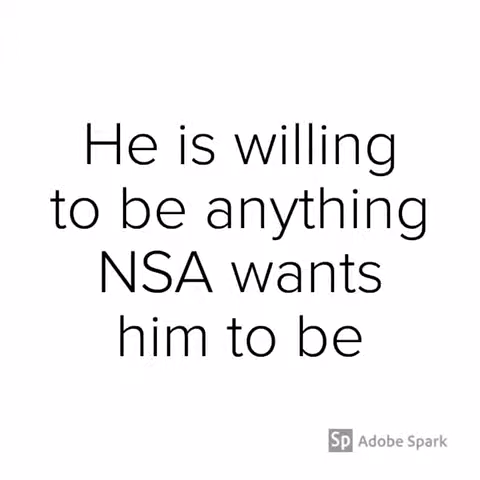 He is willing
to be anything
NSA wants
him to be
Sp Adobe Spark